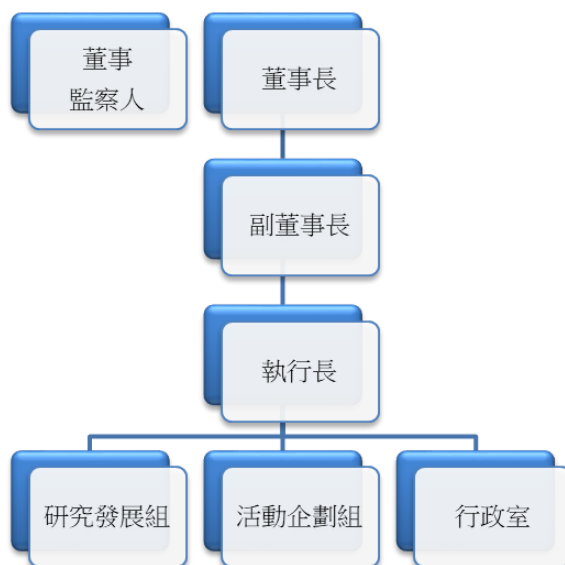 董事
監察人
董事長
副董事長
執行長
研究發展組
活動企劃組
行政室